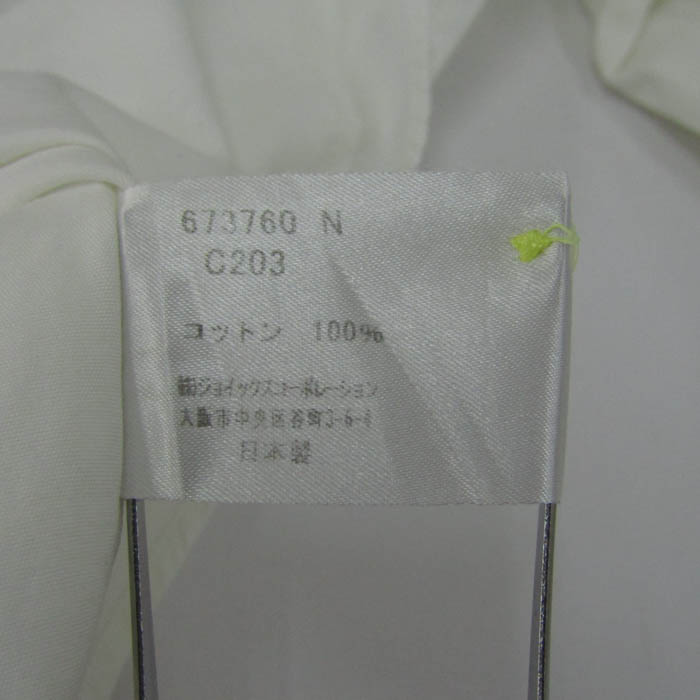 673760 N
C203
コットン 100%
㈱ジョイックスコーポレーション
大阪市中央区谷町3-6-4
日本製